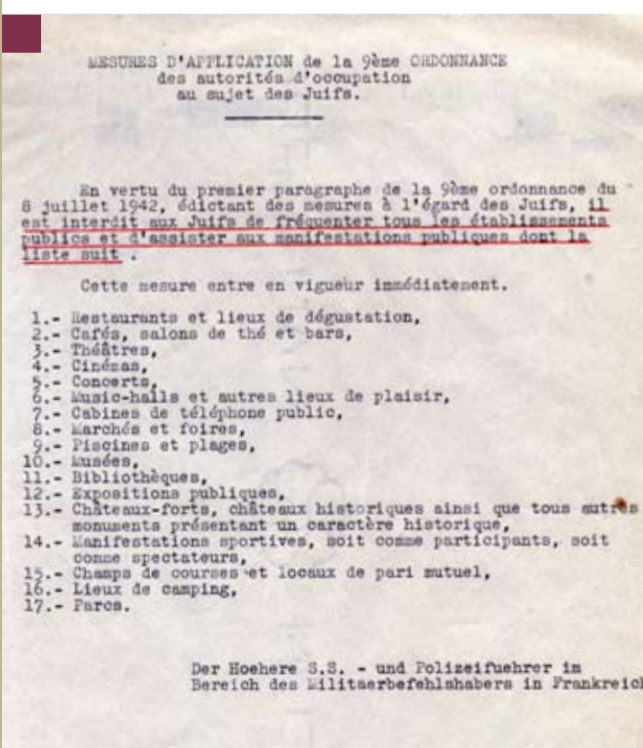 MESURES D'APPLICATION de la 9ème ORDONNANCE
des autorités d'occupation
au sujet des Juifs.
En vertu du premier paragraphe de la 9ème ordonnance du
8 juillet 1942, édictant des mesures à l'égard des Juifs, il
est interdit aux Juifs de fréquenter tous les établissements
publics et d'assister aux manifestations publiques dont la
liste suit .
Cette mesure entre en vigueur immédiatement.
1.- Restaurants et lieux de dégustation,
2.- Cafés, salons de thé et bars,
3.- Théâtres,
4.- Cinémas,
5.- Concerts,
6.- Music-halls et autres lieux de plaisir,
7.- Cabines de téléphone public,
8.- Marchés et foires,
9.- Piscines et plages,
10.- Musées,
11.- Bibliothèques,
12.- Expositions publiques,
13.- Châteaux-forts, châteaux historiques ainsi que tous autres
monuments présentant un caractère historique,
14.- Manifestations sportives, soit comme participants, soit
comme spectateurs,
15.- Champs de courses et locaux de pari mutuel,
16.- Lieux de camping,
17.- Parcs.
Der Hoehere S.S. - und Polizeifuehrer im
Bereich des Militaerbefehlshabers in Frankreich